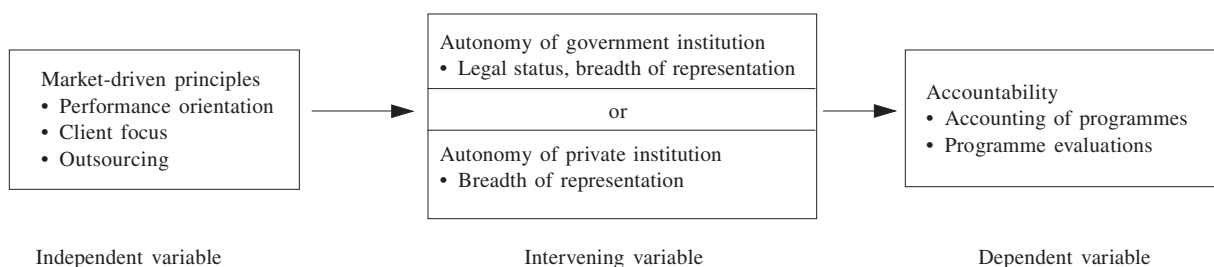 Market-driven principles
• Performance orientation
• Client focus
• Outsourcing
Autonomy of government institution
• Legal status, breadth of representation
or
Autonomy of private institution
• Breadth of representation
Accountability
• Accounting of programmes
• Programme evaluations
Independent variable
Intervening variable
Dependent variable